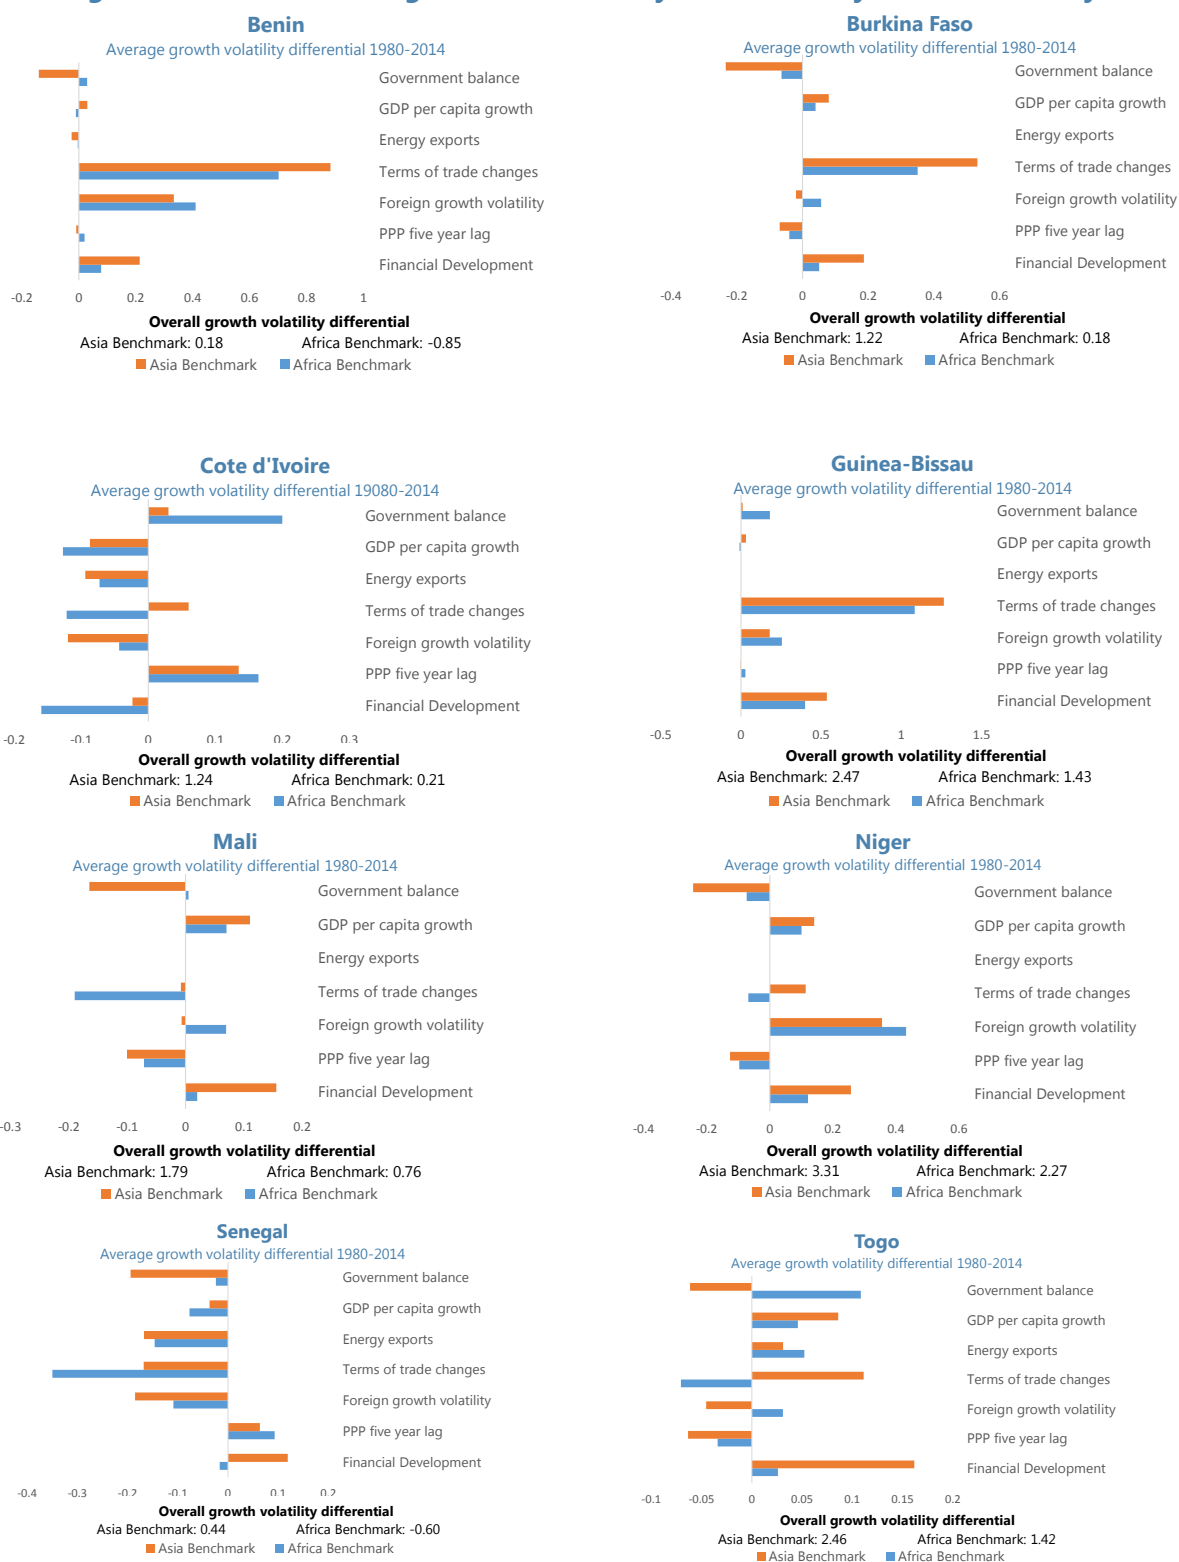 Benin
Average growth volatility differential 1980-2014
Government balance
GDP per capita growth
Energy exports
Terms of trade changes
Foreign growth volatility
PPP five year lag
Financial Development
-0.2 0 0.2 0.4 0.6 0.8 1
Overall growth volatility differential
Asia Benchmark: 0.18 Africa Benchmark: -0.85
Asia Benchmark Africa Benchmark
Burkina Faso
Average growth volatility differential 1980-2014
Government balance
GDP per capita growth
Energy exports
Terms of trade changes
Foreign growth volatility
PPP five year lag
Financial Development
-0.4 -0.2 0 0.2 0.4 0.6
Overall growth volatility differential
Asia Benchmark: 1.22 Africa Benchmark: 0.18
Asia Benchmark Africa Benchmark
Cote d'Ivoire
Average growth volatility differential 19080-2014
Government balance
GDP per capita growth
Energy exports
Terms of trade changes
Foreign growth volatility
PPP five year lag
Financial Development
-0.2 -0.1 0 0.1 0.2 0.3
Overall growth volatility differential
Asia Benchmark: 1.24 Africa Benchmark: 0.21
Asia Benchmark Africa Benchmark
Guinea-Bissau
Average growth volatility differential 1980-2014
Government balance
GDP per capita growth
Energy exports
Terms of trade changes
Foreign growth volatility
PPP five year lag
Financial Development
-0.5 0 0.5 1 1.5
Overall growth volatility differential
Asia Benchmark: 2.47 Africa Benchmark: 1.43
Asia Benchmark Africa Benchmark
Mali
Average growth volatility differential 1980-2014
Government balance
GDP per capita growth
Energy exports
Terms of trade changes
Foreign growth volatility
PPP five year lag
Financial Development
-0.3 -0.2 -0.1 0 0.1 0.2
Overall growth volatility differential
Asia Benchmark: 1.79 Africa Benchmark: 0.76
Asia Benchmark Africa Benchmark
Niger
Average growth volatility differential 1980-2014
Government balance
GDP per capita growth
Energy exports
Terms of trade changes
Foreign growth volatility
PPP five year lag
Financial Development
-0.4 -0.2 0 0.2 0.4 0.6
Overall growth volatility differential
Asia Benchmark: 3.31 Africa Benchmark: 2.27
Asia Benchmark Africa Benchmark
Senegal
Average growth volatility differential 1980-2014
Government balance
GDP per capita growth
Energy exports
Terms of trade changes
Foreign growth volatility
PPP five year lag
Financial Development
-0.4 -0.3 -0.2 -0.1 0 0.1 0.2
Overall growth volatility differential
Asia Benchmark: 0.44 Africa Benchmark: -0.60
Asia Benchmark Africa Benchmark
Togo
Average growth volatility differential 1980-2014
Government balance
GDP per capita growth
Energy exports
Terms of trade changes
Foreign growth volatility
PPP five year lag
Financial Development
-0.1 -0.05 0 0.05 0.1 0.15 0.2
Overall growth volatility differential
Asia Benchmark: 2.46 Africa Benchmark: 1.42
Asia Benchmark Africa Benchmark